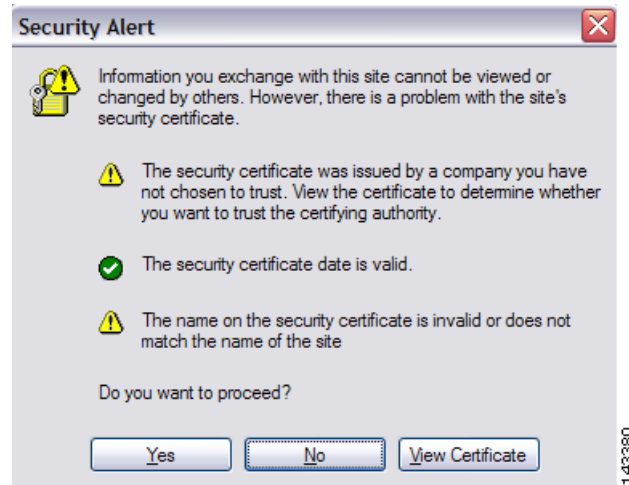 Security Alert
Information you exchange with this site cannot be viewed or
changed by others. However, there is a problem with the site's
security certificate.
The security certificate was issued by a company you have
not chosen to trust. View the certificate to determine whether
you want to trust the certifying authority.
The security certificate date is valid.
The name on the security certificate is invalid or does not
match the name of the site
Do you want to proceed?
Yes
No
View Certificate
143380